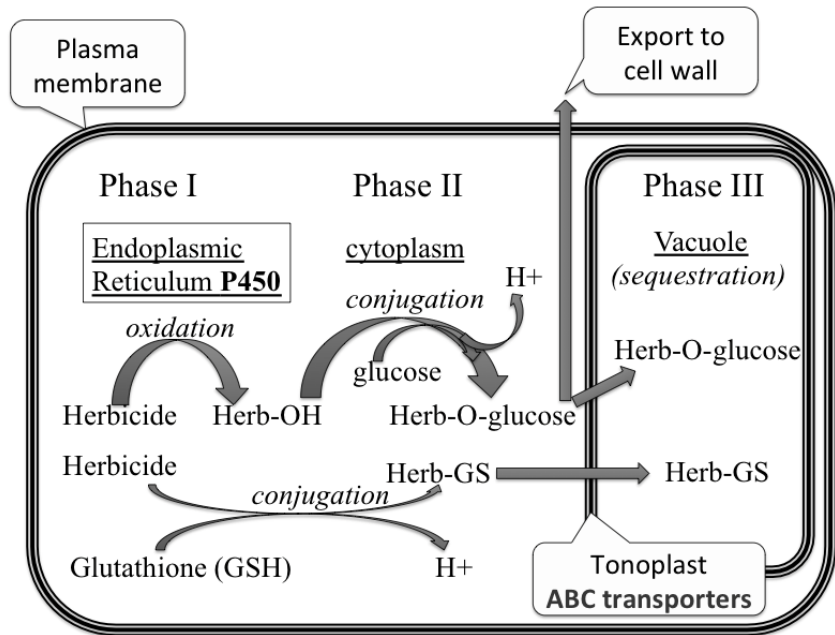 Plasma
membrane
Export to
cell wall
Phase I
Phase II
Phase III
Endoplasmic
Reticulum P450
cytoplasm
Vacuole
(sequestration)
H+
conjugation
oxidation
glucose
Herb-O-glucose
Herbicide
Herb-OH
Herb-O-glucose
Herbicide
Herb-GS
Herb-GS
conjugation
Glutathione (GSH)
H+
Tonoplast
ABC transporters